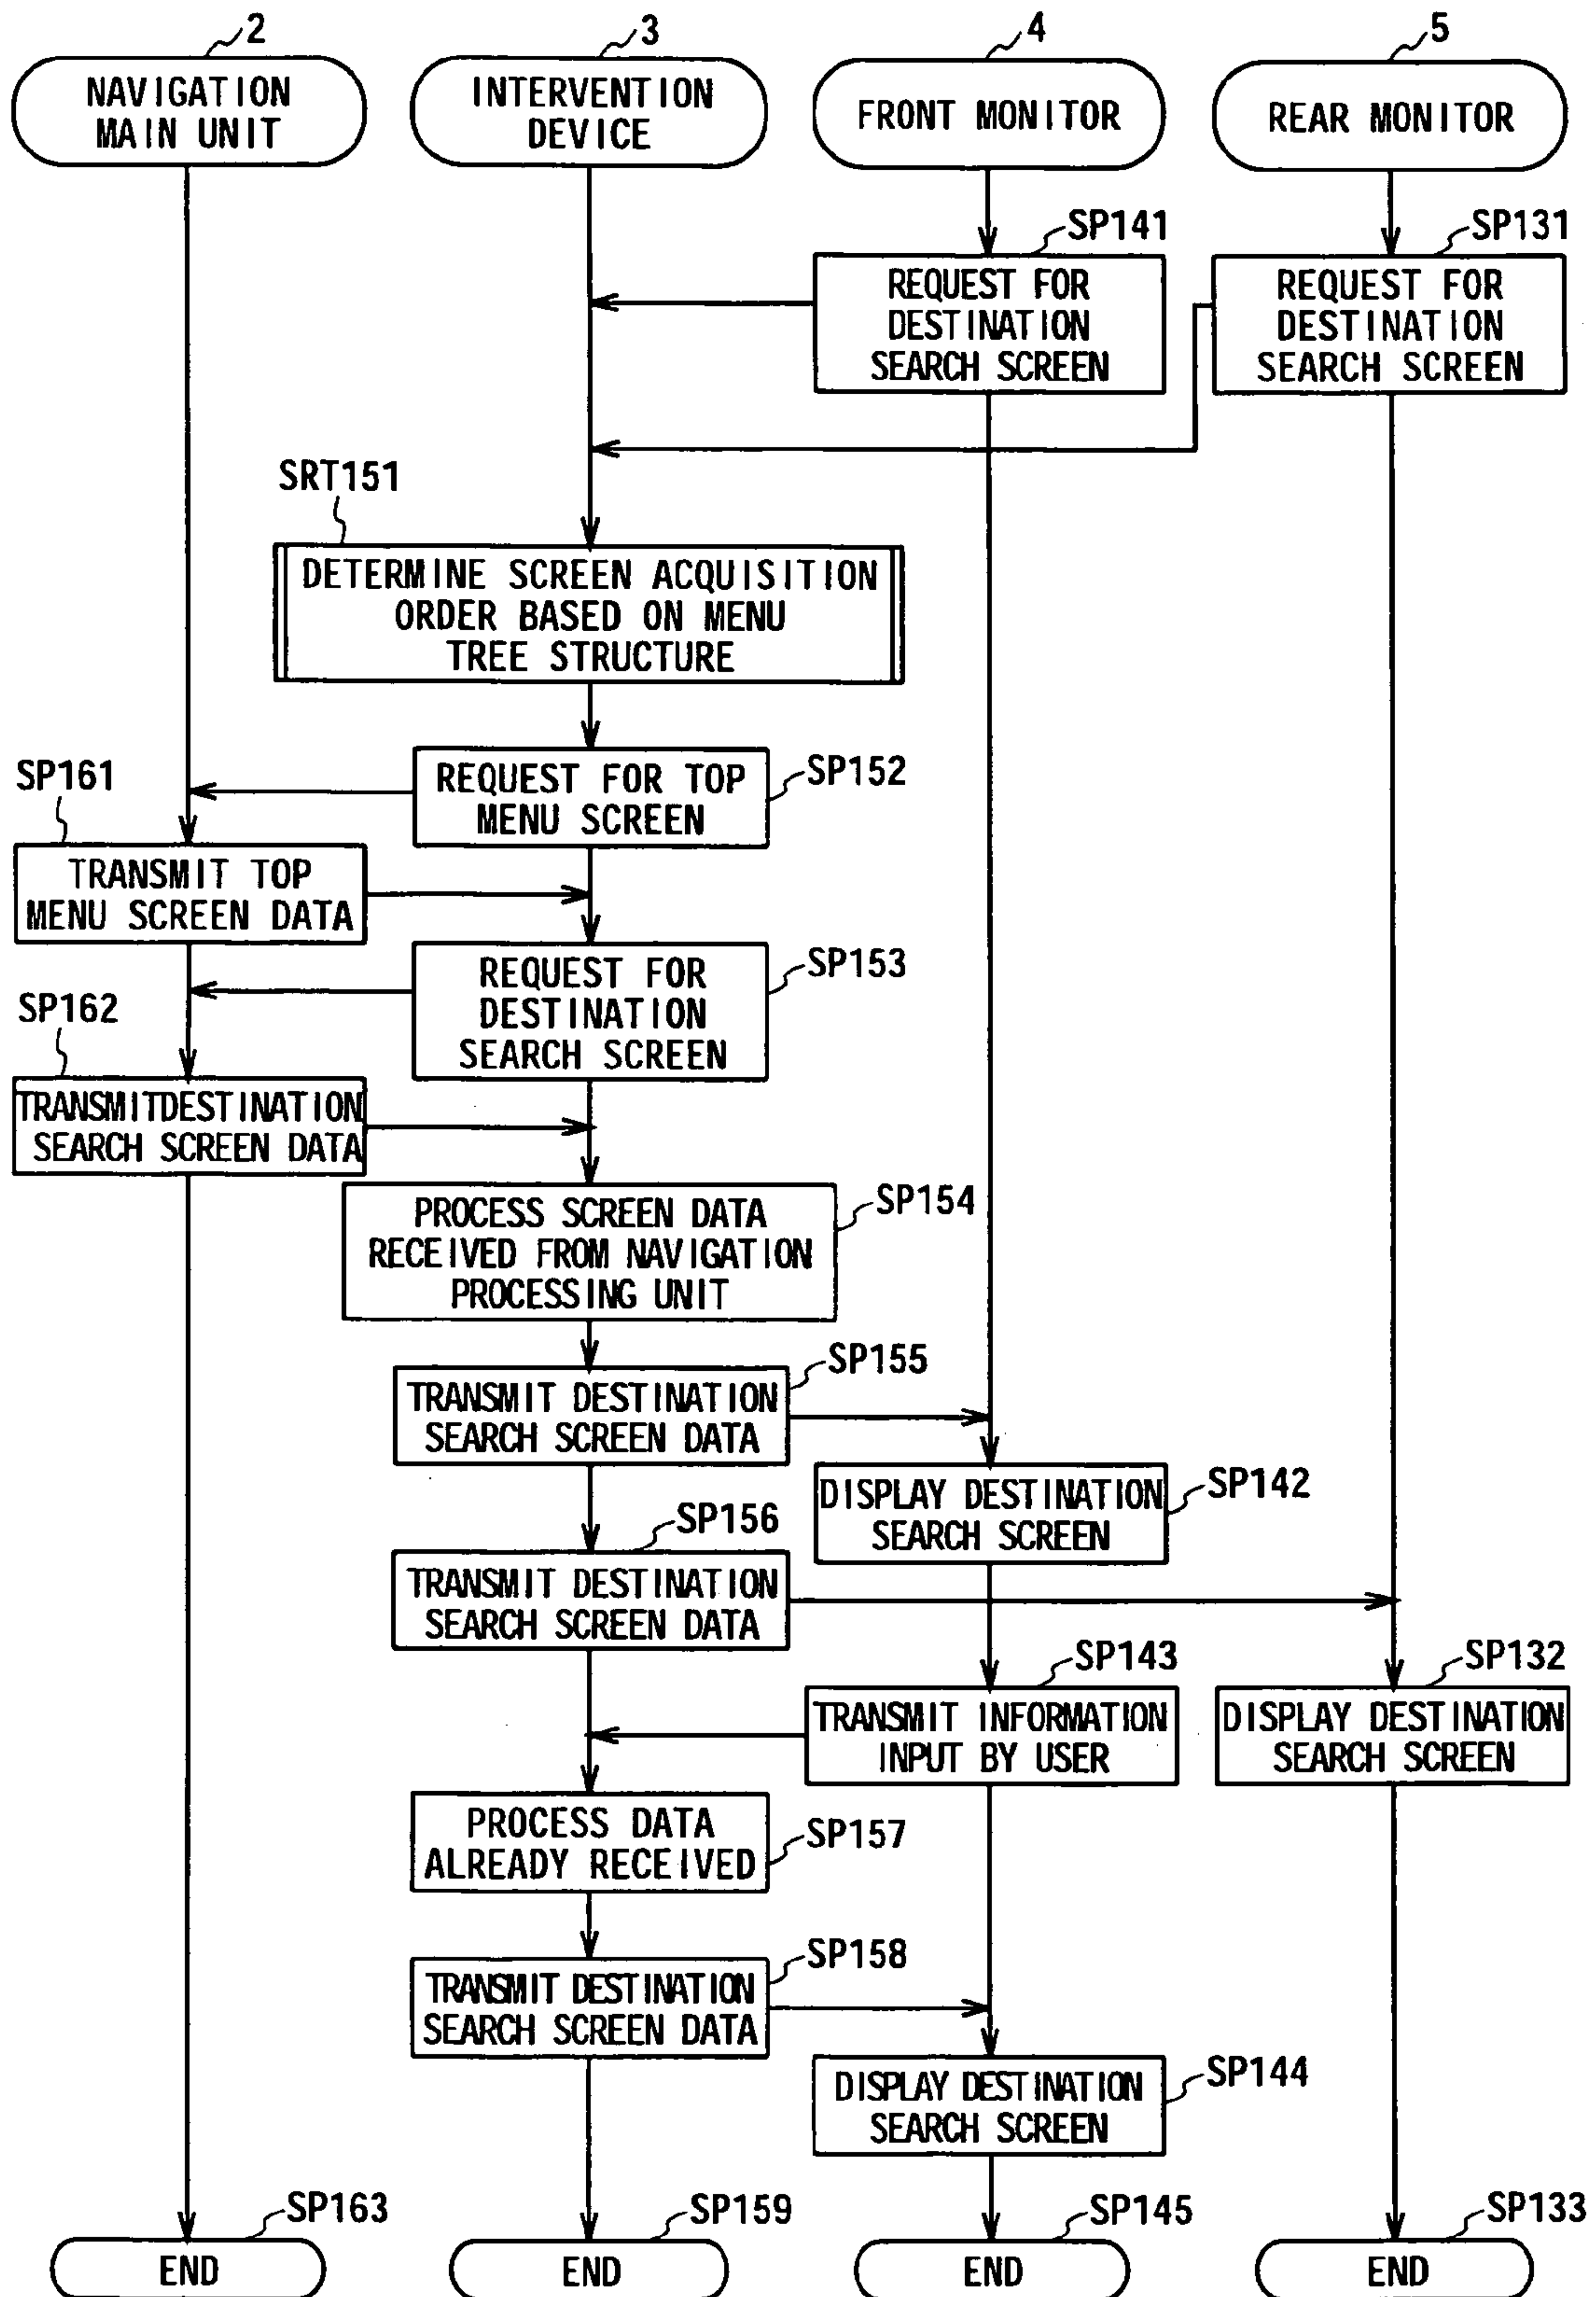 2
3
4
5
NAVIGATION
MAIN UNIT
INTERVENTION
DEVICE
FRONT MONITOR
REAR MONITOR
SP141
SP131
REQUEST FOR
DESTINATION
SEARCH SCREEN
REQUEST FOR
DESTINATION
SEARCH SCREEN
SRT151
DETERMINE SCREEN ACQUISITION
ORDER BASED ON MENU
TREE STRUCTURE
SP161
REQUEST FOR TOP
MENU SCREEN
SP152
TRANSMIT TOP
MENU SCREEN DATA
SP162
REQUEST FOR
DESTINATION
SEARCH SCREEN
SP153
TRANSMITDESTINATION
SEARCH SCREEN DATA
PROCESS SCREEN DATA
RECEIVED FROM NAVIGATION
PROCESSING UNIT
SP154
TRANSMIT DESTINATION
SEARCH SCREEN DATA
SP155
DISPLAY DESTINATION
SEARCH SCREEN
SP142
SP156
TRANSMIT DESTINATION
SEARCH SCREEN DATA
SP143
SP132
TRANSMIT INFORMATION
INPUT BY USER
DISPLAY DESTINATION
SEARCH SCREEN
PROCESS DATA
ALREADY RECEIVED
SP157
TRANSMIT DESTINATION
SEARCH SCREEN DATA
SP158
DISPLAY DESTINATION
SEARCH SCREEN
SP144
SP163
SP159
SP145
SP133
END
END
END
END